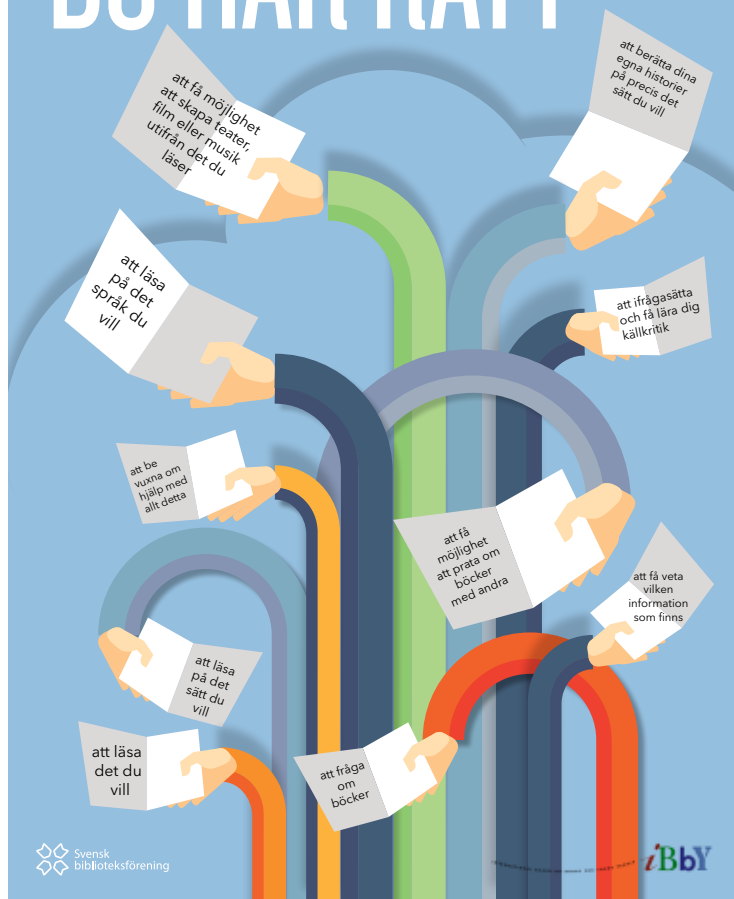 DU HAR RÄTT
att få möjlighet
att skapa teater,
film eller musik
utifrån det du
läser
att berätta dina
egna historier
på precis det
sätt du vill
att läsa
på det
språk du
vill
att ifrågasätta
och få lära dig
källkritik
att be
vuxna om
hjälp med
allt detta
att få
möjlighet
att prata om
böcker
med andra
att få veta
vilken
information
som finns
att läsa
på det
sätt du
vill
att läsa
det du
vill
att fråga
om
böcker
Svensk
biblioteksförening
iBbY